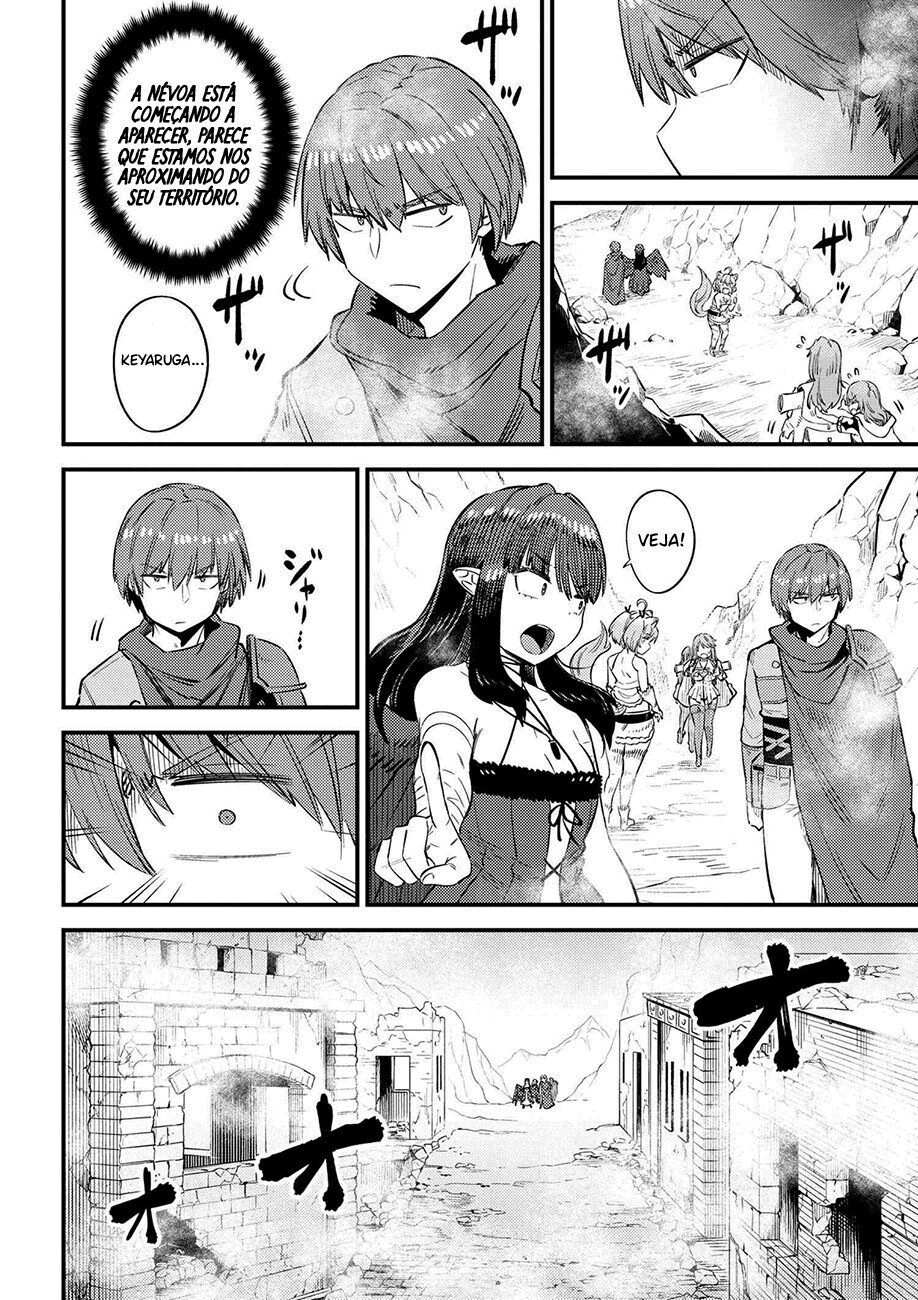 ザッ
ザッ
ザッ
ザッ
A NÉVOA ESTÁ
COMEÇANDO A
APARECER, PARECE
QUE ESTAMOS NOS
APROXIMANDO DO
SEU TERRITÓRIO.
KEYARUGA...
VEJA!
ジャリ
オ
オ
オ